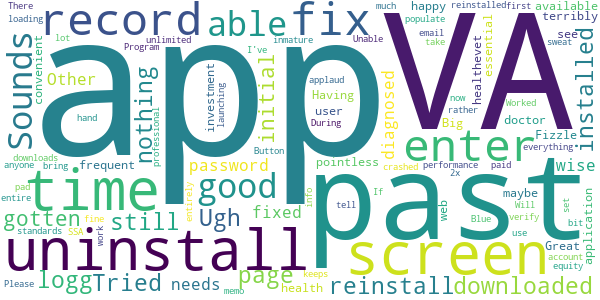 There
loading
much
happy
reinstalled
first
available
populate
terribly
email
take
see
record
able
fix
app
VA
sounds
convenient
lot
Program
unlimited
I've
inmature
Unable
essential
now
rather
sweat
Other
nothing
professional
investment
launching
initial
applaud
Having
user
During
diagnosed
healthevet
Worked
doctor
everything
installed
hand
Button
Big
Fizzle
enter
downloads
anyone
bring
frequent
password
pointless
crashed
performance
paid
2x
wise
time
good
past
pad
entire
gotten
still
Ugh
fixed
entirely
tell
If
info
web
maybe
Will
verify
Blue
use
Great
set
bit
account
equity
application
standards
SSA
fine
work
uninstall
screen
Please
logg
Tried
needs
memo
page
health
keeps
reinstall
downloaded